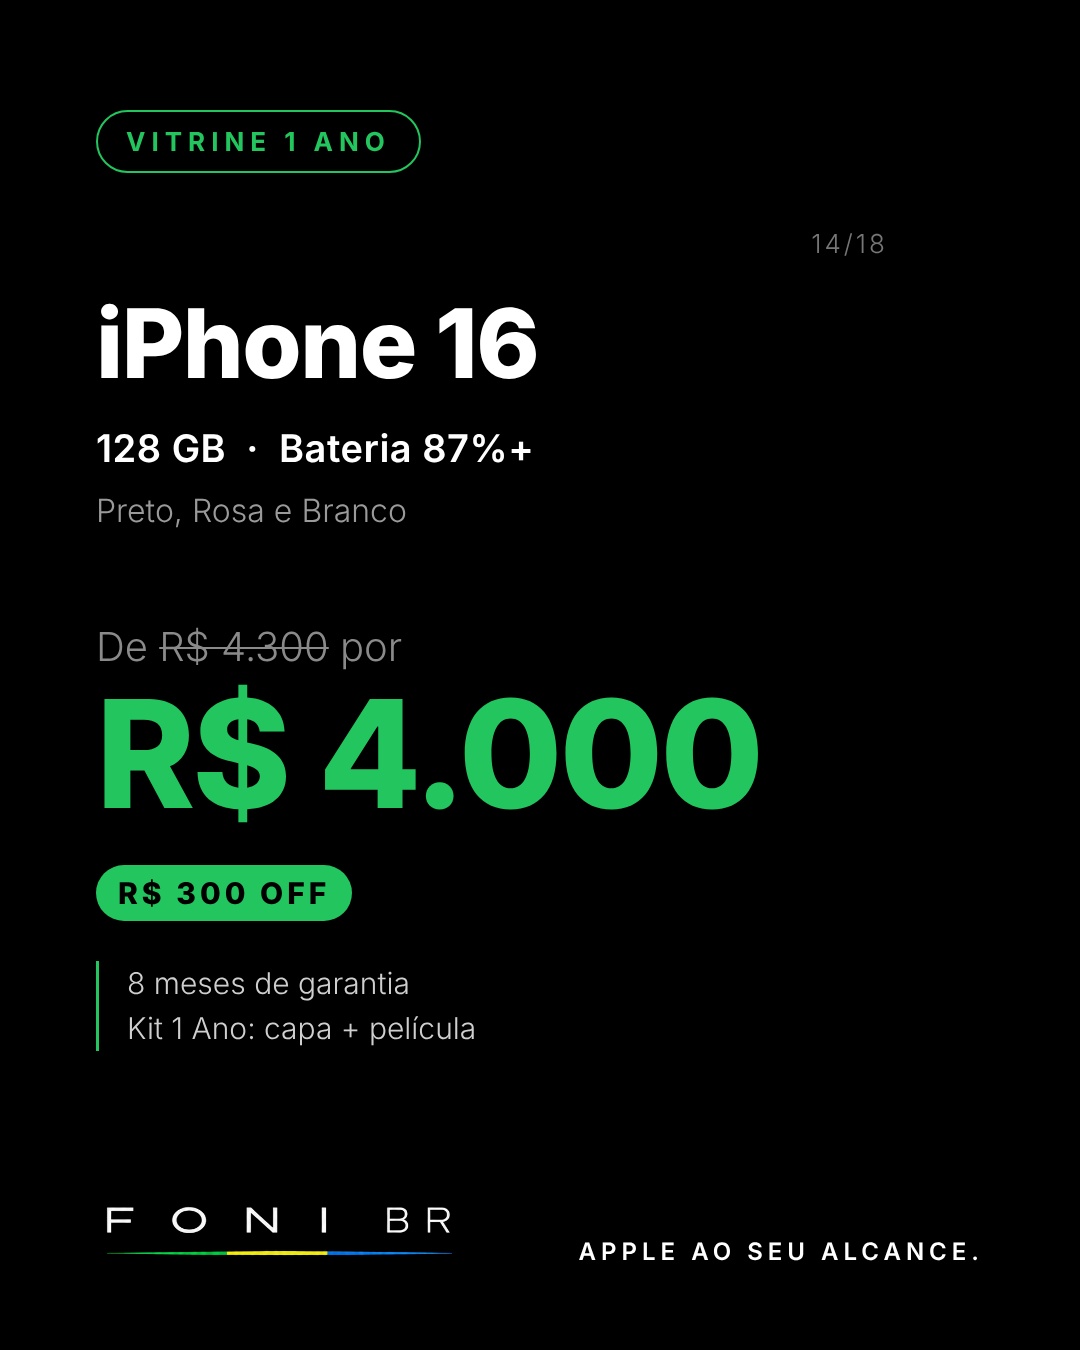 VITRINE 1 ANO
14/18
iPhone 16
128 GB · Bateria 87%+
Preto, Rosa e Branco
De R$ 4.300 por
R$ 4.000
R$ 300 OFF
8 meses de garantia
Kit 1 Ano: capa + película
FONI BR
APPLE AO SEU ALCANCE.